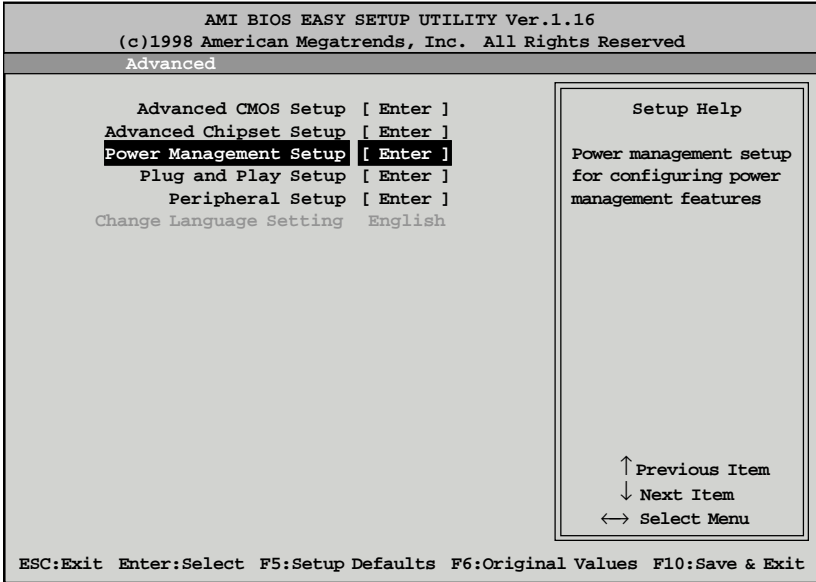 AMI BIOS EASY SETUP UTILITY Ver.1.16
(c)1998 American Megatrends, Inc. All Rights Reserved
Advanced
Advanced CMOS Setup [ Enter ]
Advanced Chipset Setup [ Enter ]
Power Management Setup [ Enter ]
Plug and Play Setup [ Enter ]
Peripheral Setup [ Enter ]
Change Language Setting English
Setup Help
Power management setup
for configuring power
management features
↑ Previous Item
↓ Next Item
←→ Select Menu
ESC:Exit Enter:Select F5:Setup Defaults F6:Original Values F10:Save & Exit